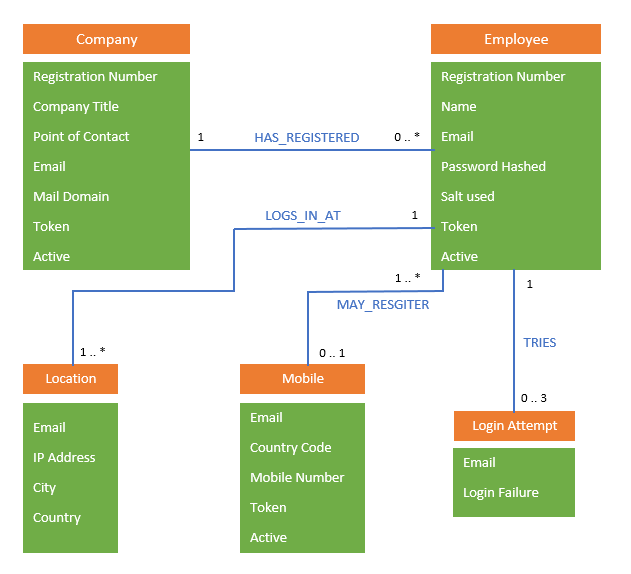 Company
Registration Number
Company Title
Point of Contact
Email
Mail Domain
Token
Active
Employee
Registration Number
Name
Email
Password Hashed
Salt used
Token
Active
1
HAS_REGISTERED
0 .. *
LOGS_IN_AT
1
1 .. *
MAY_RESGITER
1 .. *
0 .. 1
1
TRIES
0 .. 3
Location
Email
IP Address
City
Country
Mobile
Email
Country Code
Mobile Number
Token
Active
Login Attempt
Email
Login Failure